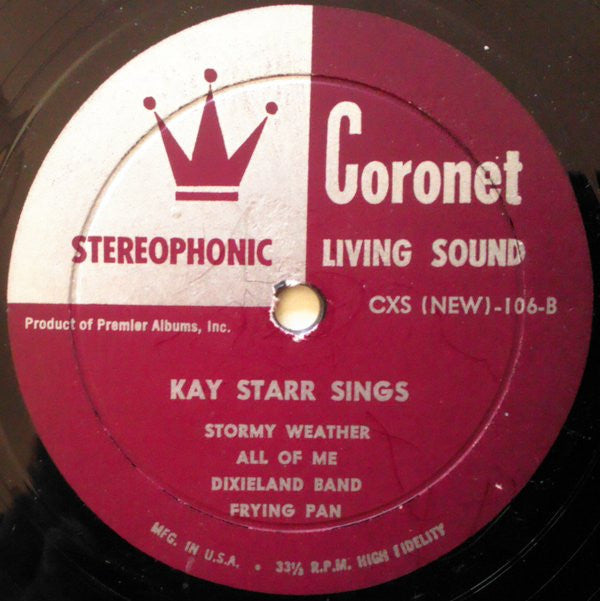 Coronet
STEREOPHONIC LIVING SOUND
CXS (NEW)-106-B
Product of Premier Albums, Inc.
KAY STARR SINGS
STORMY WEATHER
ALL OF ME
DIXIELAND BAND
FRYING PAN
MFG. IN U.S.A. • 33⅓ R.P.M. HIGH FIDELITY